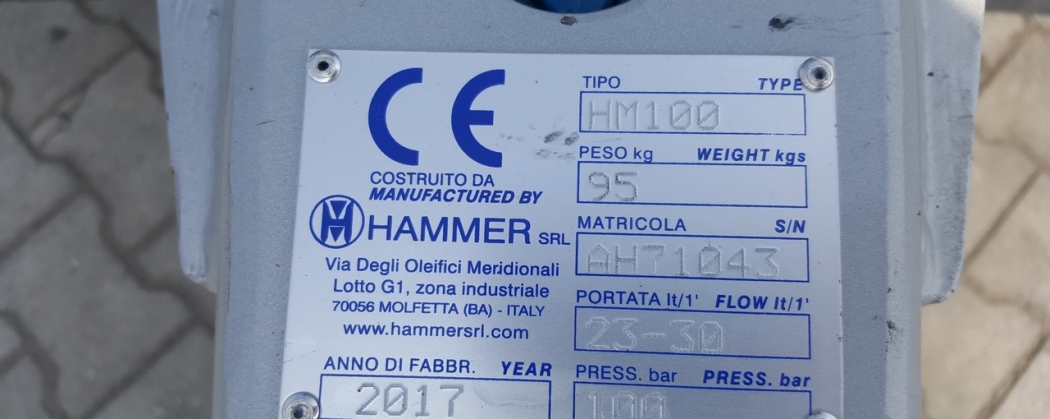 CE
COSTRUITO DA
MANUFACTURED BY
HAMMER SRL
Via Degli Oleifici Meridionali
Lotto G1, zona industriale
70056 MOLFETTA (BA) - ITALY
www.hammersrl.com
ANNO DI FABBR. YEAR
2017
TIPO TYPE
HM100
PESO kg WEIGHT kgs
95
MATRICOLA S/N
AH71043
PORTATA lt/1' FLOW lt/1'
23-30
PRESS. bar PRESS. bar
100